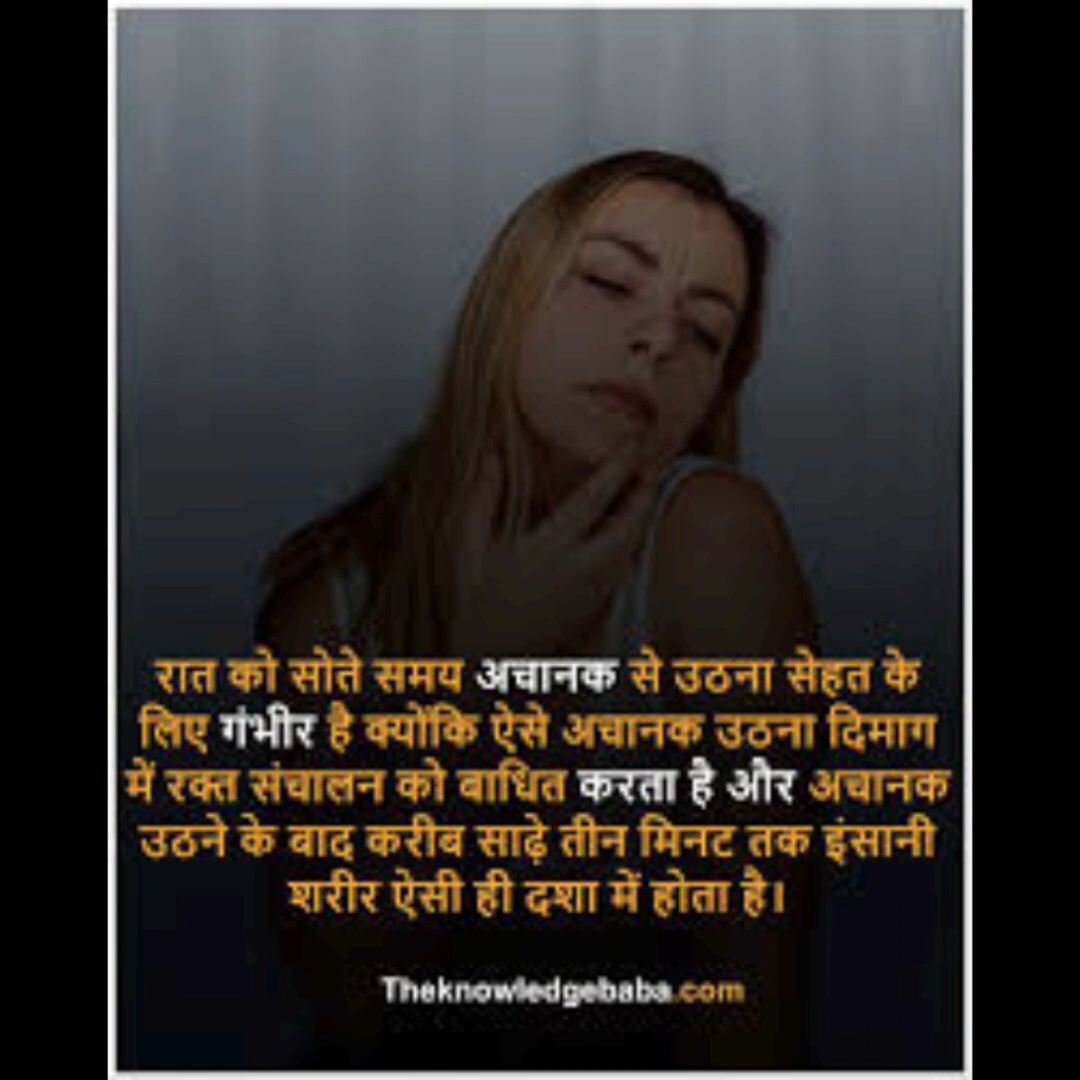 रात को सोते समय अचानक से उठना सेहत के
लिए गंभीर है क्योंकि ऐसे अचानक उठना दिमाग
में रक्त संचालन को बाधित करता है और अचानक
उठने के बाद करीब साढ़े तीन मिनट तक इंसानी
शरीर ऐसी ही दशा में होता है।
Theknowledgebaba.com